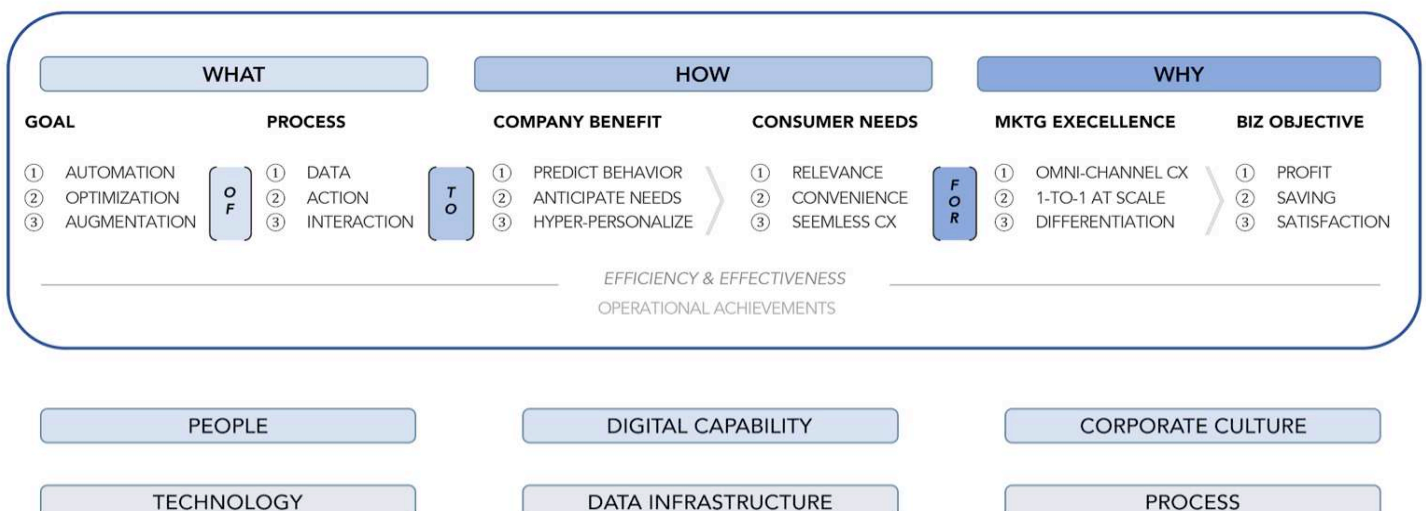 WHAT HOW WHY
GOAL PROCESS COMPANY BENEFIT CONSUMER NEEDS MKTG EXECELLENCE BIZ OBJECTIVE
① AUTOMATION ① DATA ① PREDICT BEHAVIOR ① RELEVANCE ① OMNI-CHANNEL CX ① PROFIT
② OPTIMIZATION OF ② ACTION TO ② ANTICIPATE NEEDS ② CONVENIENCE FOR ② 1-TO-1 AT SCALE ② SAVING
③ AUGMENTATION ③ INTERACTION ③ HYPER-PERSONALIZE ③ SEEMLESS CX ③ DIFFERENTIATION ③ SATISFACTION
EFFICIENCY & EFFECTIVENESS
OPERATIONAL ACHIEVEMENTS
PEOPLE DIGITAL CAPABILITY CORPORATE CULTURE
TECHNOLOGY DATA INFRASTRUCTURE PROCESS